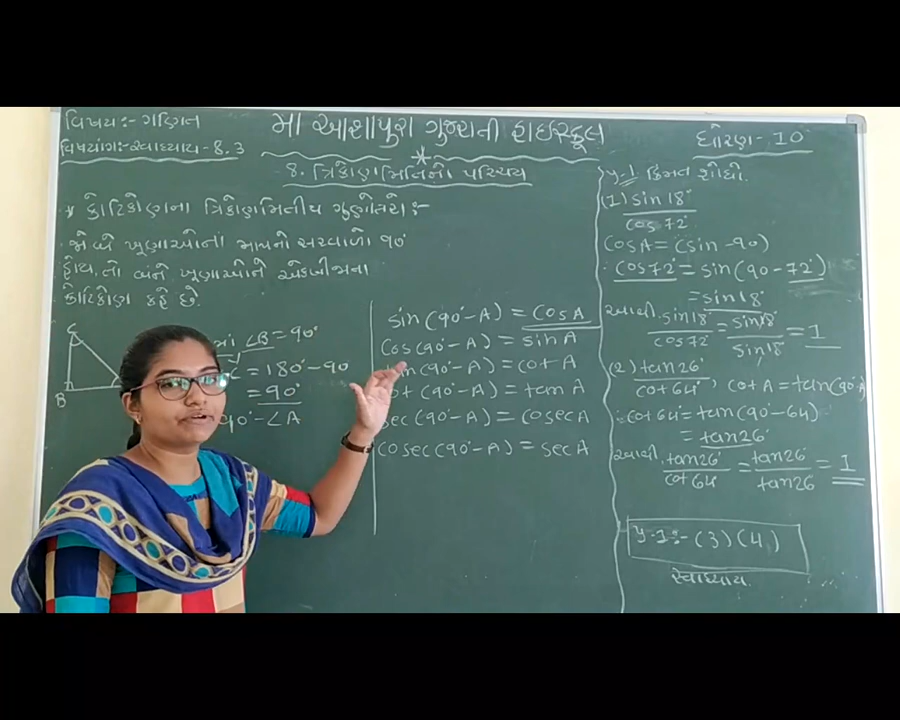 વિષય:- ગણિત
મા આશાપુરા ગુજરાતી હાઇસ્કૂલ
ધોરણ- 10
વિષયાંગ:-સ્વાધ્યાય-8.3
8. ત્રિકોણમિતિનો પરિચય
* કોટિકોણના ત્રિકોણમિતીય ગુણોત્તરો:-
જો બે ખૂણાઓના માપનો સરવાળો ૧૦°
હોય, તો બંને ખૂણાઓને એકબીજાના
કોટિકોણ કહે છે.
C
B
∠B = 90°
= 180° - 90
= 90°
90° - ∠A
sin (90° - A) = cos A
cos (90° - A) = sin A
(90° - A) = cot A
(90° - A) = tan A
sec (90° - A) = cosec A
cosec (90° - A) = sec A
પ્ર-1. કિંમત શોધો.
(1) sin 18°
cos 72°
cos A = (sin - 90)
∴ cos 72° = sin (90 - 72°)
= sin 18°
આથી, sin 18° / cos 72° = sin 18° / sin 18° = 1
(2) tan 26° / cot 64°, cot A = tan (90° - A)
∴ cot 64° = tan (90° - 64)
= tan 26°
આથી, tan 26° / cot 64 = tan 26° / tan 26 = 1
પ્ર-1:- (3) (4)
સ્વાધ્યાય.